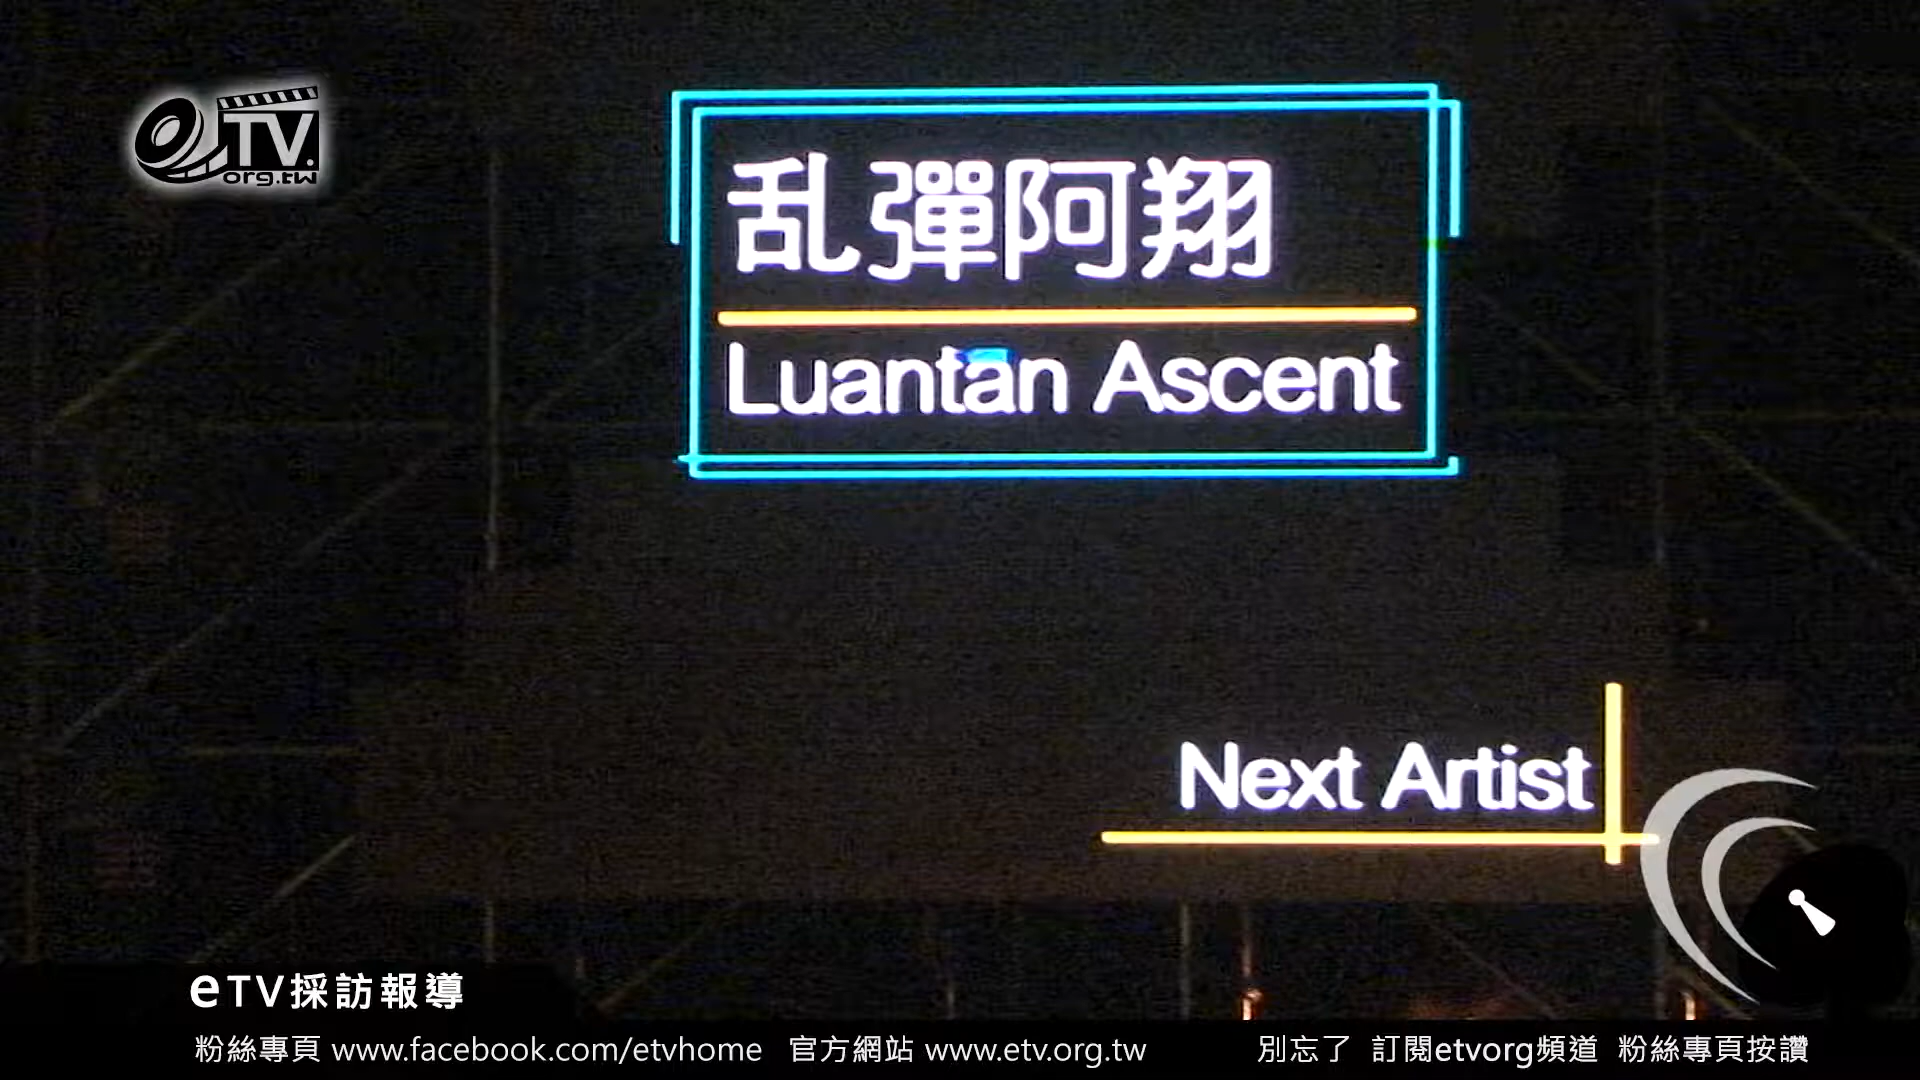 eTV.
org.tw
乱彈阿翔
Luantan Ascent
Next Artist
eTV採訪報導
粉絲專頁 www.facebook.com/etvhome 官方網站 www.etv.org.tw 別忘了 訂閱etvorg頻道 粉絲專頁按讚